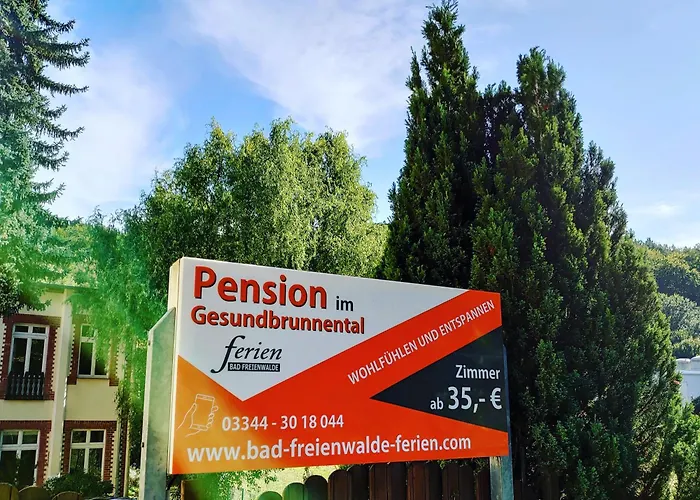 Pension im
Gesundbrunnental
ferien
BAD FREIENWALDE
WOHLFÜHLEN UND ENTSPANNEN
Zimmer
ab 35,- €
03344 - 30 18 044
www.bad-freienwalde-ferien.com